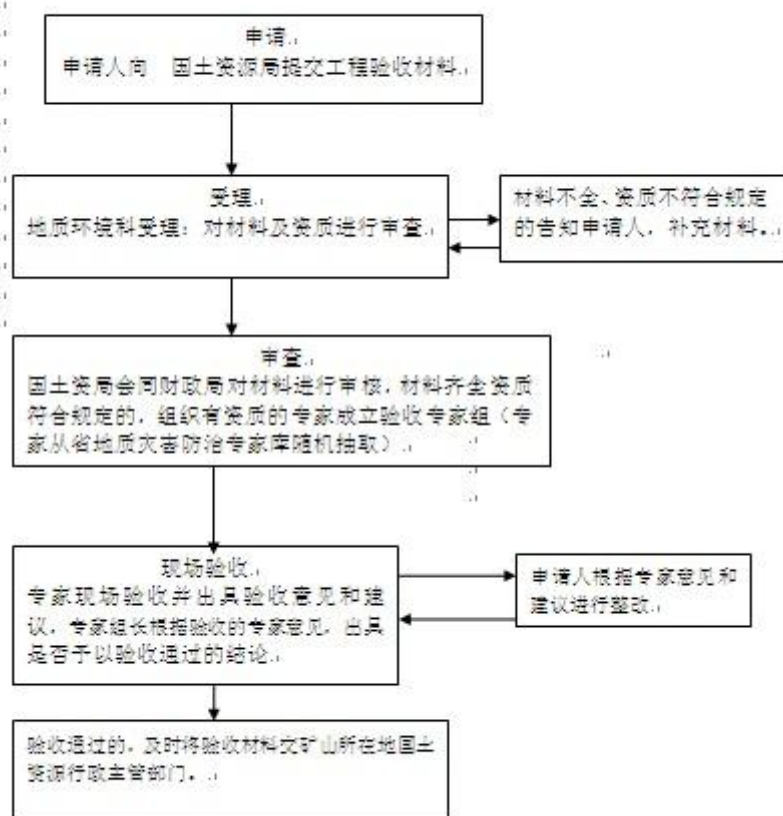 申请
申请人向 国土资源局提交工程验收材料
受理
地质环境科受理：对材料及资质进行审查
材料不全、资质不符合规定
的告知申请人，补充材料。
审查
国土资局会同财政局对材料进行审核，材料齐全资质
符合规定的，组织有资质的专家成立验收专家组（专
家从省地质灾害防治专家库随机抽取）
现场验收
专家现场验收并出具验收意见和建
议，专家组长根据验收的专家意见，出具
是否予以验收通过的结论
申请人根据专家意见和
建议进行整改
验收通过的，及时将验收材料交矿山所在地国土
资源行政主管部门。